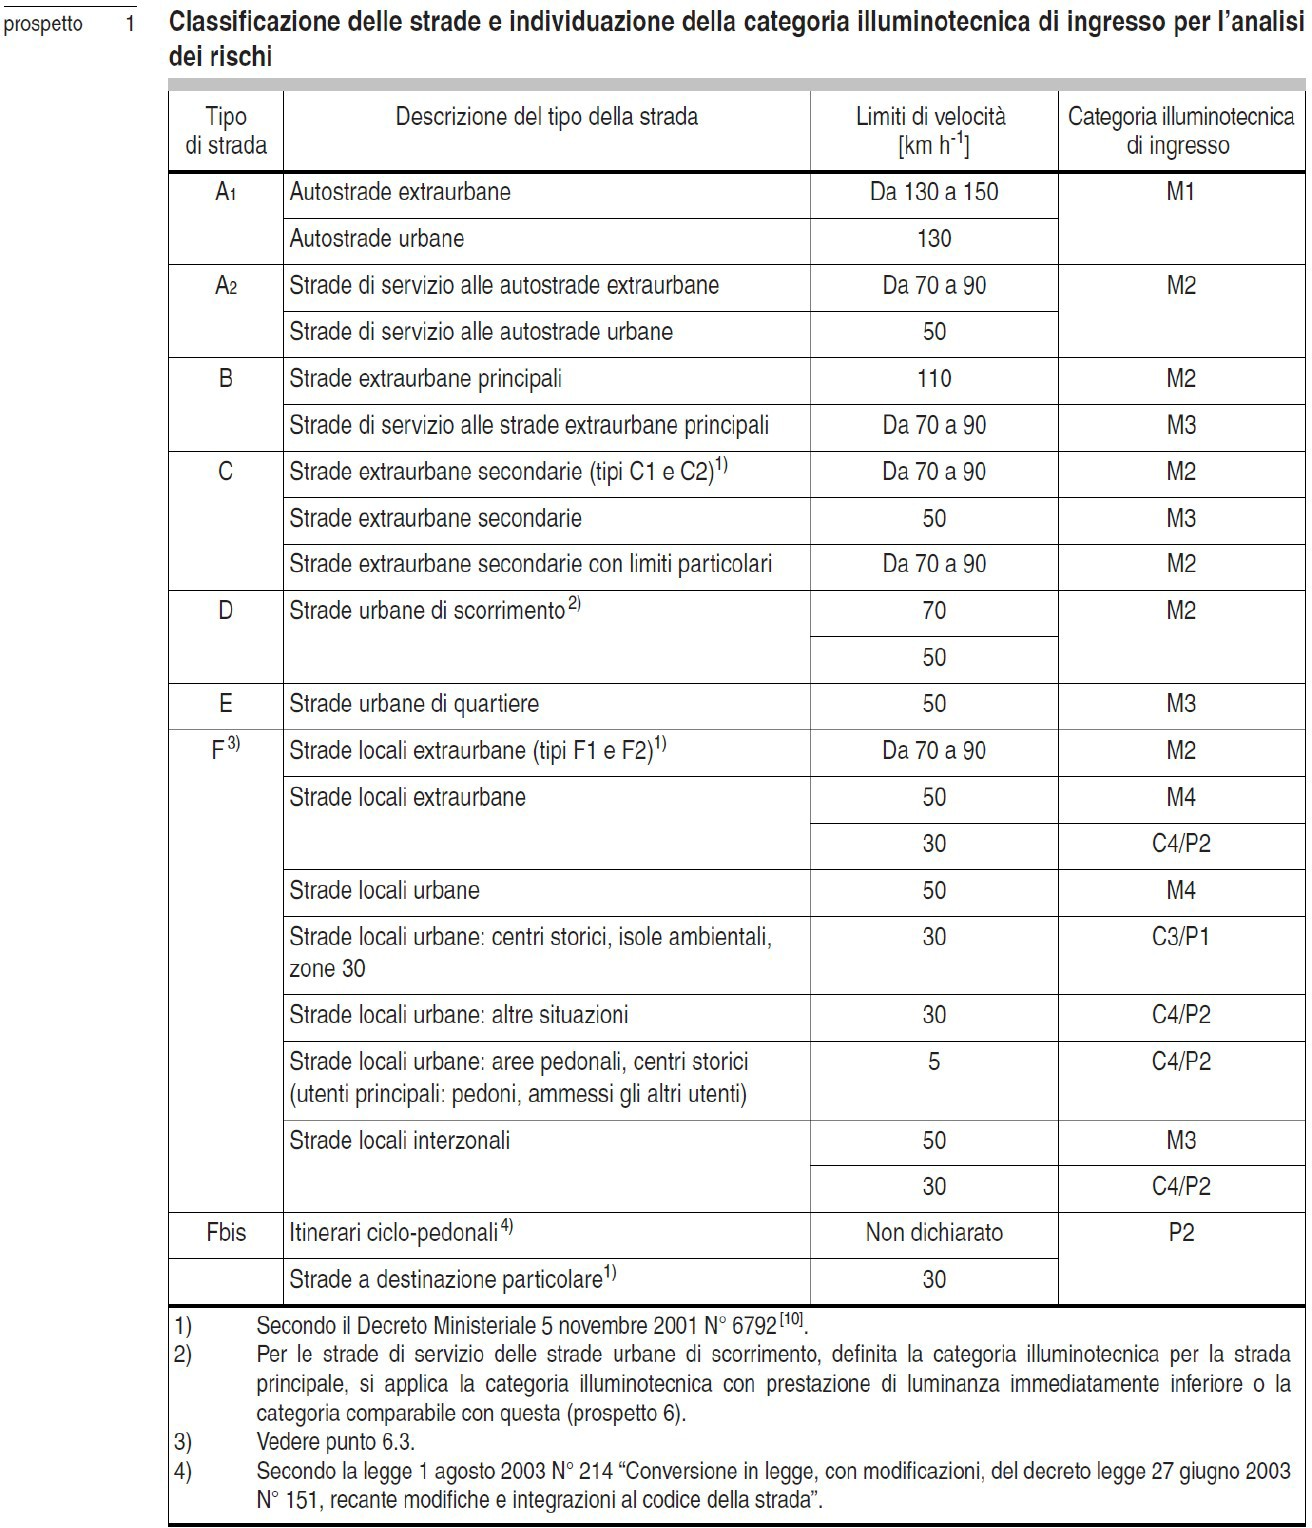 prospetto 1 Classificazione delle strade e individuazione della categoria illuminotecnica di ingresso per l'analisi
dei rischi
Tipo
di strada
Descrizione del tipo della strada
Limiti di velocità
[km h-1]
Categoria illuminotecnica
di ingresso
A1 Autostrade extraurbane Da 130 a 150 M1
Autostrade urbane 130
A2 Strade di servizio alle autostrade extraurbane Da 70 a 90 M2
Strade di servizio alle autostrade urbane 50
B Strade extraurbane principali 110 M2
Strade di servizio alle strade extraurbane principali Da 70 a 90 M3
C Strade extraurbane secondarie (tipi C1 e C2)1) Da 70 a 90 M2
Strade extraurbane secondarie 50 M3
Strade extraurbane secondarie con limiti particolari Da 70 a 90 M2
D Strade urbane di scorrimento2) 70 M2
50
E Strade urbane di quartiere 50 M3
F3) Strade locali extraurbane (tipi F1 e F2)1) Da 70 a 90 M2
Strade locali extraurbane 50 M4
30 C4/P2
Strade locali urbane 50 M4
Strade locali urbane: centri storici, isole ambientali, 30 C3/P1
zone 30
Strade locali urbane: altre situazioni 30 C4/P2
Strade locali urbane: aree pedonali, centri storici 5 C4/P2
(utenti principali: pedoni, ammessi gli altri utenti)
Strade locali interzonali 50 M3
30 C4/P2
Fbis Itinerari ciclo-pedonali4) Non dichiarato P2
Strade a destinazione particolare1) 30
1) Secondo il Decreto Ministeriale 5 novembre 2001 N° 6792[10].
2) Per le strade di servizio delle strade urbane di scorrimento, definita la categoria illuminotecnica per la strada
principale, si applica la categoria illuminotecnica con prestazione di luminanza immediatamente inferiore o la
categoria comparabile con questa (prospetto 6).
3) Vedere punto 6.3.
4) Secondo la legge 1 agosto 2003 N° 214 “Conversione in legge, con modificazioni, del decreto legge 27 giugno 2003
N° 151, recante modifiche e integrazioni al codice della strada”.